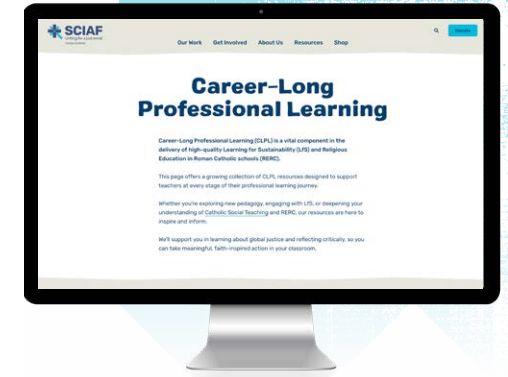 SCIAF
Our Work Get Involved About Us Resources Shop
Donate
Career-Long
Professional Learning
Career-Long Professional Learning (CLPL) is a vital component in the
delivery of high-quality Learning for Sustainability (LfS) and Religious
Education in Roman Catholic schools (RERC).
This page offers a growing collection of CLPL resources designed to support
teachers at every stage of their professional learning journey.
Whether you're exploring new pedagogy, engaging with LfS, or deepening your
understanding of Catholic Social Teaching and RERC, our resources are here to
inspire and inform.
We'll support you in learning about global justice and reflecting critically, so you
can take meaningful, faith-inspired action in your classroom.